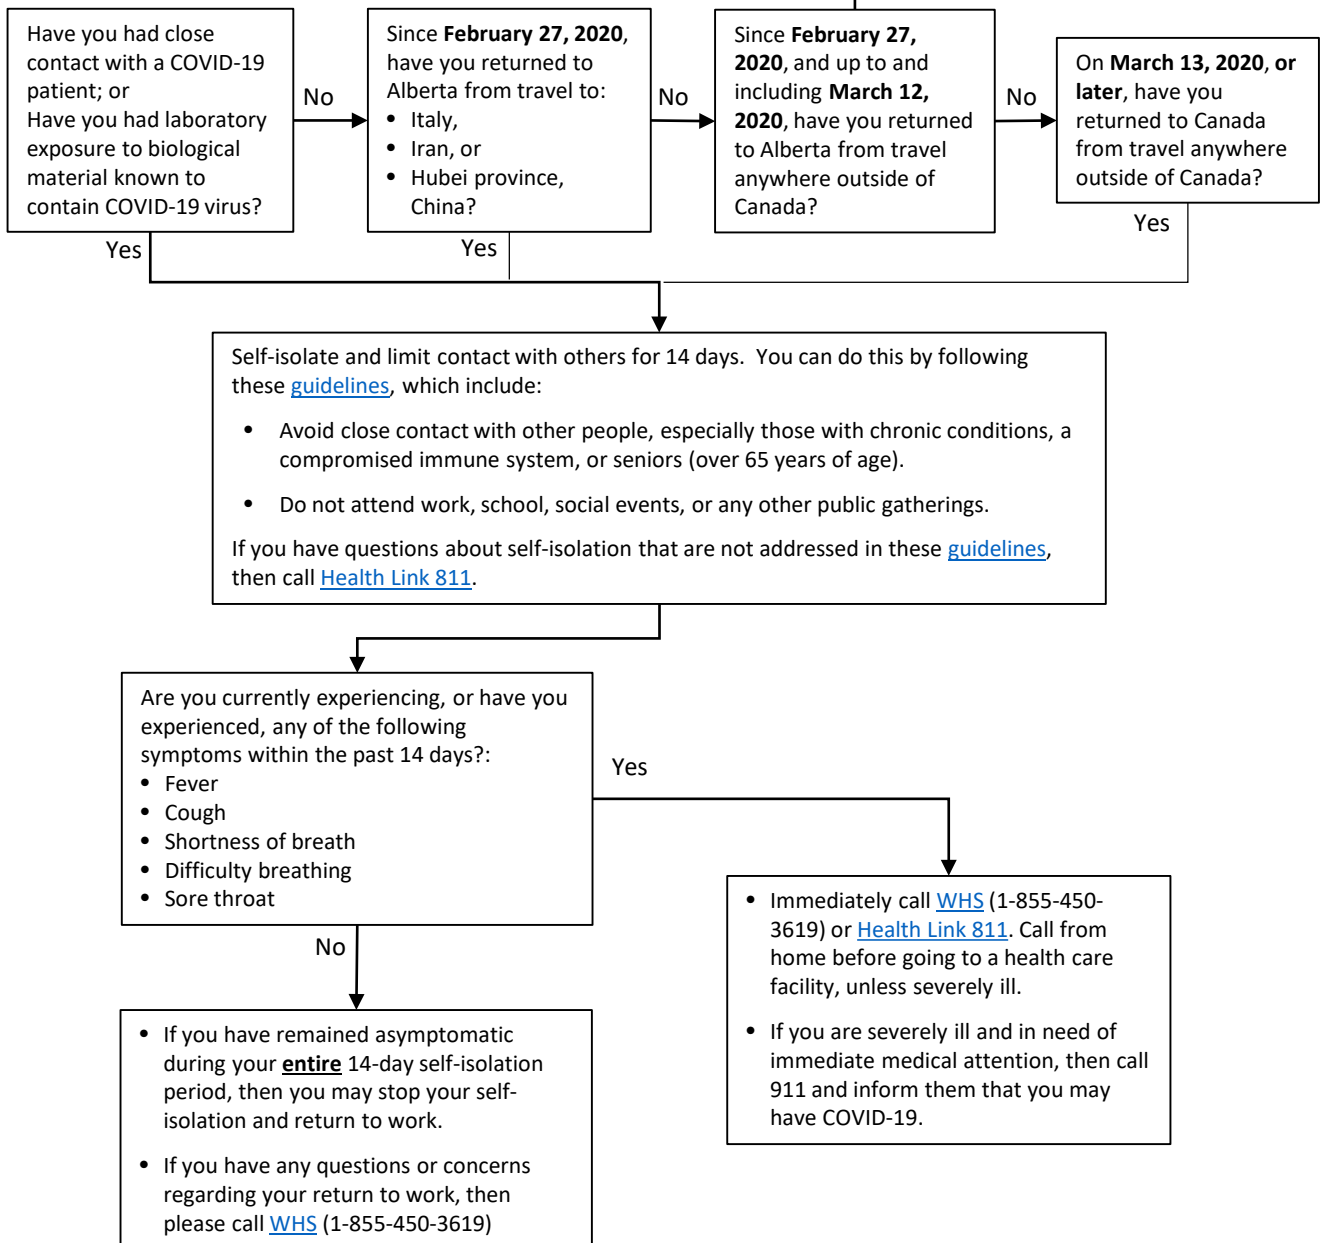 Have you had close
contact with a COVID-19
patient; or
Have you had laboratory
exposure to biological
material known to
contain COVID-19 virus?
No
Since February 27, 2020,
have you returned to
Alberta from travel to:
• Italy,
• Iran, or
• Hubei province,
China?
No
Since February 27,
2020, and up to and
including March 12,
2020, have you returned
to Alberta from travel
anywhere outside of
Canada?
No
On March 13, 2020, or
later, have you
returned to Canada
from travel anywhere
outside of Canada?
Yes
Yes
Yes
Self-isolate and limit contact with others for 14 days. You can do this by following
these guidelines, which include:
• Avoid close contact with other people, especially those with chronic conditions, a
compromised immune system, or seniors (over 65 years of age).
• Do not attend work, school, social events, or any other public gatherings.
If you have questions about self-isolation that are not addressed in these guidelines,
then call Health Link 811.
Are you currently experiencing, or have you
experienced, any of the following
symptoms within the past 14 days?:
• Fever
• Cough
• Shortness of breath
• Difficulty breathing
• Sore throat
Yes
• Immediately call WHS (1-855-450-
3619) or Health Link 811. Call from
home before going to a health care
facility, unless severely ill.
• If you are severely ill and in need of
immediate medical attention, then call
911 and inform them that you may
have COVID-19.
No
• If you have remained asymptomatic
during your entire 14-day self-isolation
period, then you may stop your self-
isolation and return to work.
• If you have any questions or concerns
regarding your return to work, then
please call WHS (1-855-450-3619)